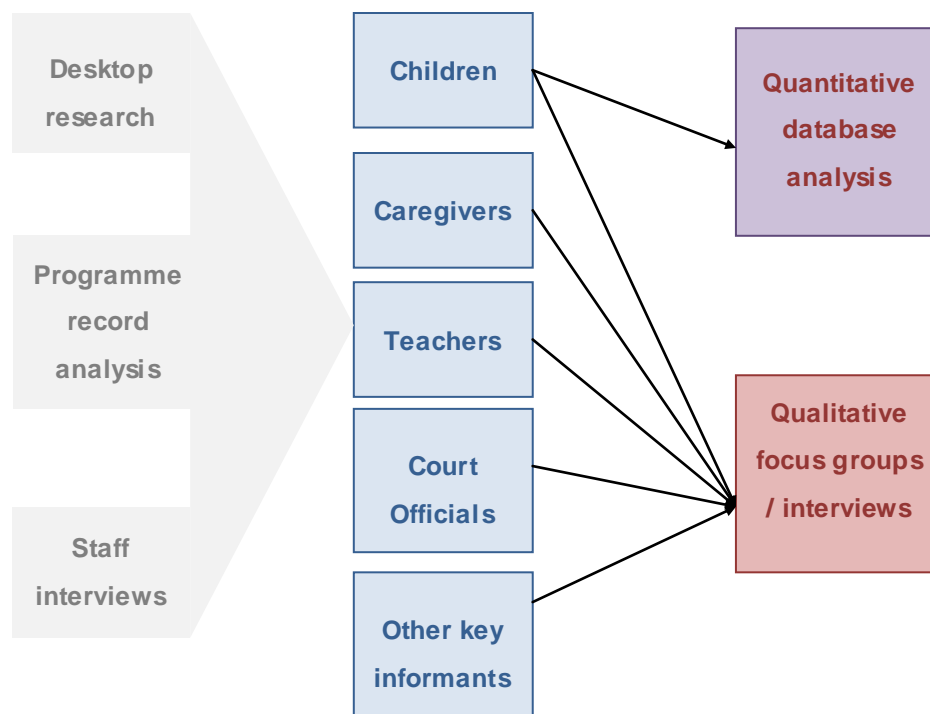 Desktop
research
Programme
record
analysis
Staff
interviews
Children
Caregivers
Teachers
Court
Officials
Other key
informants
Quantitative
database
analysis
Qualitative
focus groups
/ interviews